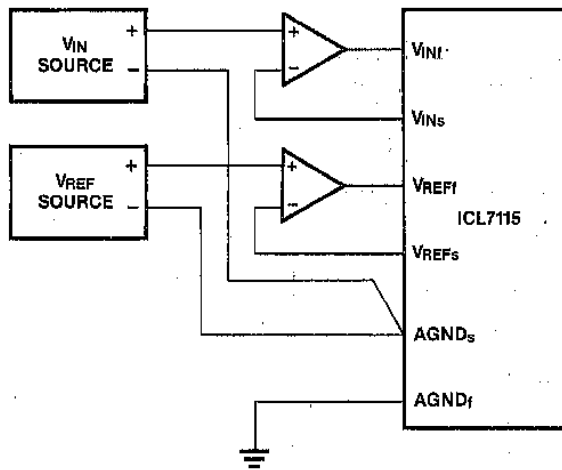 VIN
SOURCE
+
−
+
−
VINf
VINs
VREF
SOURCE
+
−
+
−
VREFf
VREFs
ICL7115
AGNDs
AGNDf